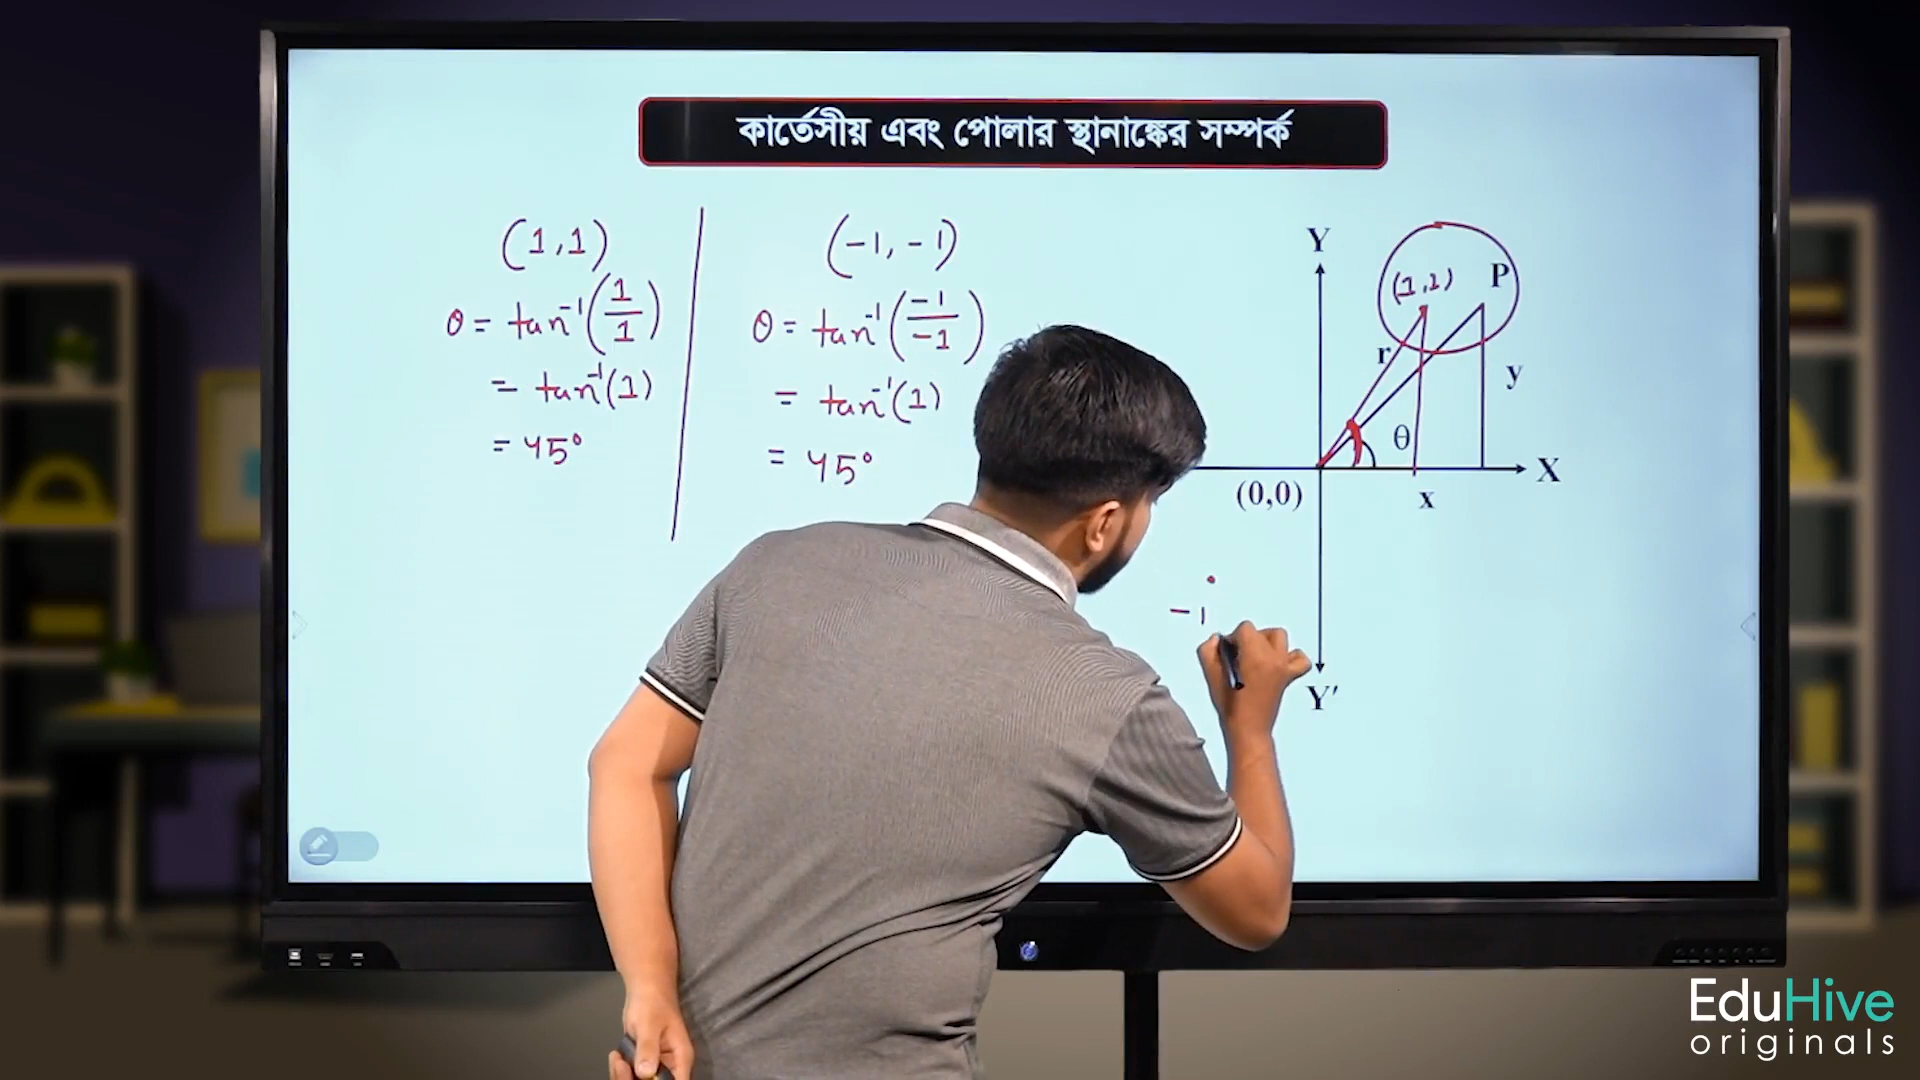 কার্তেসীয় এবং পোলার স্থানাঙ্কের সম্পর্ক
(1,1)
θ = tan⁻¹(1/1)
= tan⁻¹(1)
= 45°
(-1, -1)
θ = tan⁻¹(-1/-1)
= tan⁻¹(1)
= 45°
Y
(1,1)
P
r
y
θ
X
(0,0)
x
-1
Y'
EduHive
originals